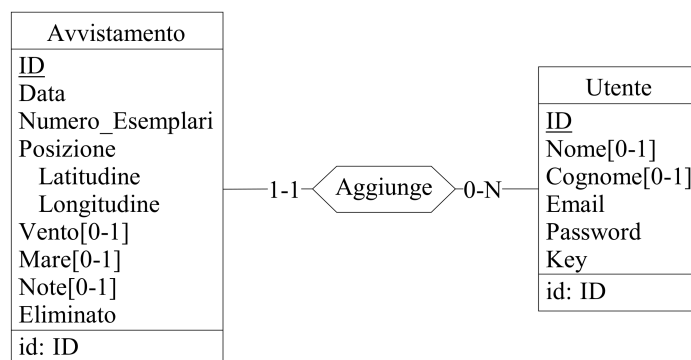 Avvistamento
ID
Data
Numero_Esemplari
Posizione
Latitudine
Longitudine
Vento[0-1]
Mare[0-1]
Note[0-1]
Eliminato
id: ID
1-1
Aggiunge
0-N
Utente
ID
Nome[0-1]
Cognome[0-1]
Email
Password
Key
id: ID